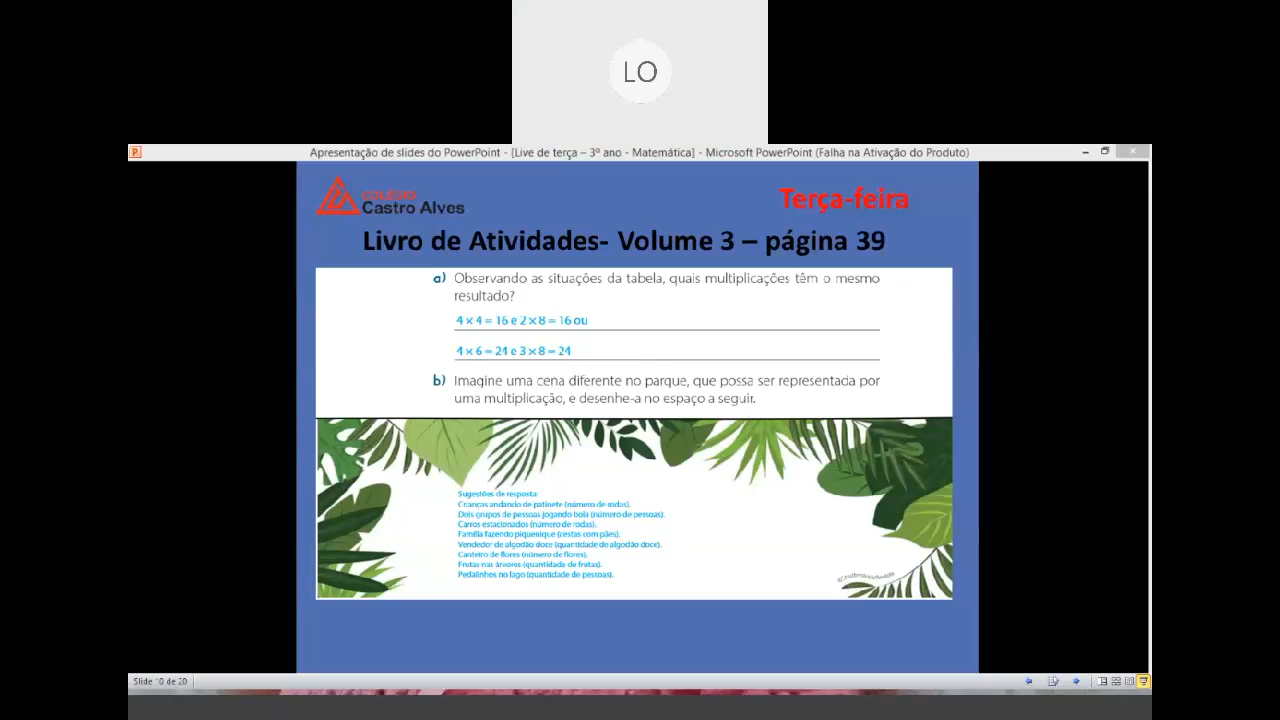 LO
Apresentação de slides do PowerPoint - [Live de terça – 3º ano - Matemática] - Microsoft PowerPoint (Falha na Ativação do Produto)
COLÉGIO
Castro Alves
Terça-feira
Livro de Atividades- Volume 3 – página 39
a) Observando as situações da tabela, quais multiplicações têm o mesmo
resultado?
4 × 4 = 16 e 2 × 8 = 16 ou
4 × 6 = 24 e 3 × 8 = 24
b) Imagine uma cena diferente no parque, que possa ser representada por
uma multiplicação, e desenhe-a no espaço a seguir.
Sugestões de resposta:
Crianças andando de patinete (número de rodas).
Dois grupos de pessoas jogando bola (número de pessoas).
Carros estacionados (número de rodas).
Família fazendo piquenique (cestas com pães).
Vendedor de algodão doce (quantidade de algodão doce).
Canteiro de flores (número de flores).
Frutas nas árvores (quantidade de frutas).
Pedalinhos no lago (quantidade de pessoas).
Slide 10 de 20